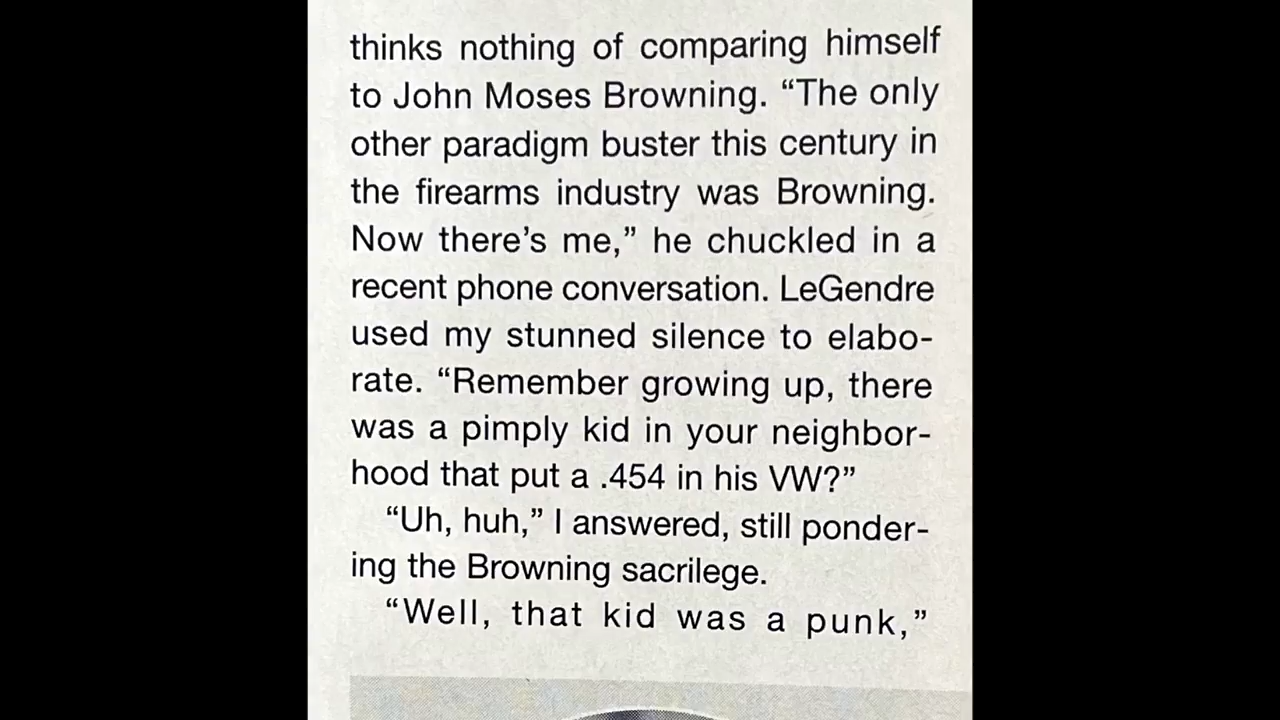 thinks nothing of comparing himself
to John Moses Browning. “The only
other paradigm buster this century in
the firearms industry was Browning.
Now there’s me,” he chuckled in a
recent phone conversation. LeGendre
used my stunned silence to elabo-
rate. “Remember growing up, there
was a pimply kid in your neighbor-
hood that put a .454 in his VW?”
“Uh, huh,” I answered, still ponder-
ing the Browning sacrilege.
“Well, that kid was a punk,”